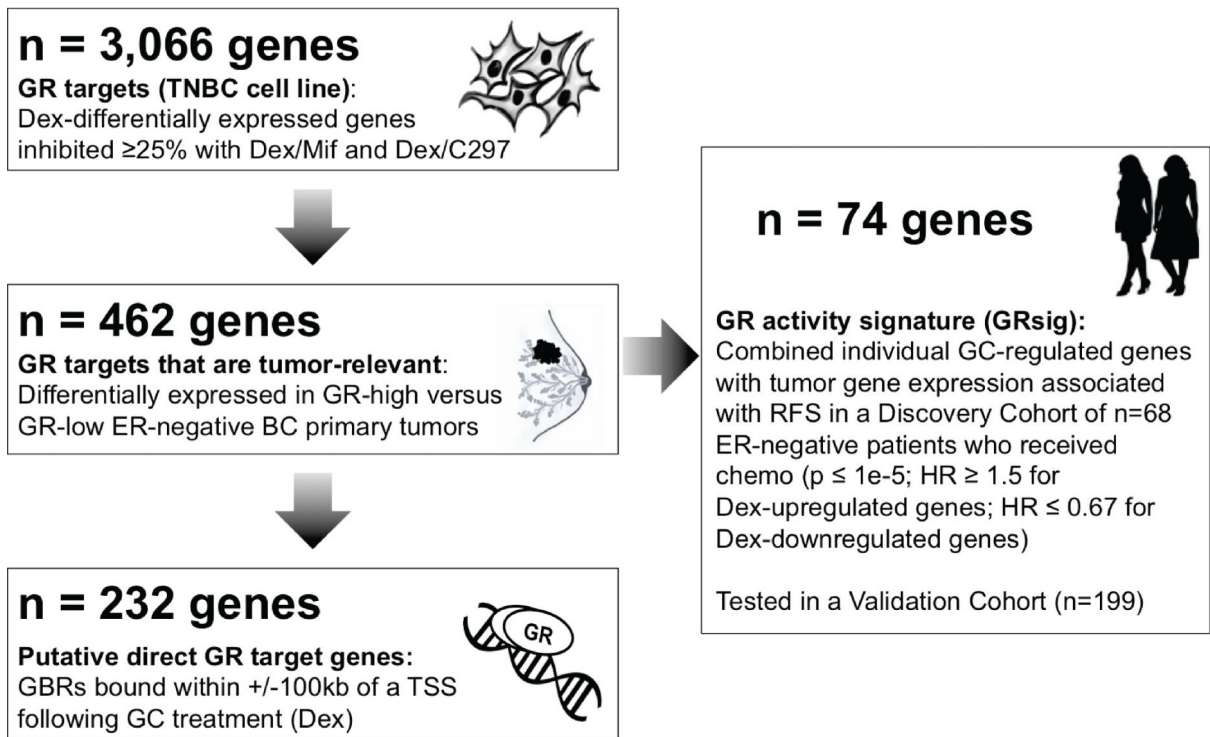 n = 3,066 genes
GR targets (TNBC cell line):
Dex-differentially expressed genes
inhibited ≥25% with Dex/Mif and Dex/C297
n = 462 genes
GR targets that are tumor-relevant:
Differentially expressed in GR-high versus
GR-low ER-negative BC primary tumors
n = 232 genes
Putative direct GR target genes:
GBRs bound within +/-100kb of a TSS
following GC treatment (Dex)
GR
n = 74 genes
GR activity signature (GRsig):
Combined individual GC-regulated genes
with tumor gene expression associated
with RFS in a Discovery Cohort of n=68
ER-negative patients who received
chemo (p ≤ 1e-5; HR ≥ 1.5 for
Dex-upregulated genes; HR ≤ 0.67 for
Dex-downregulated genes)
Tested in a Validation Cohort (n=199)